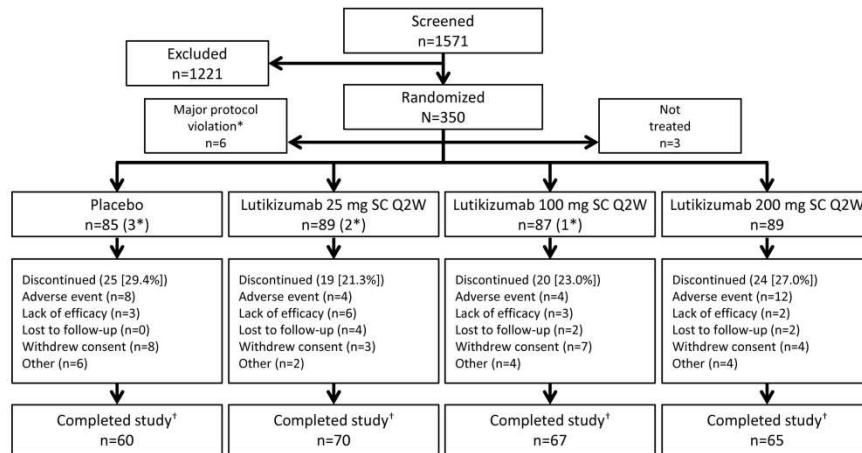 Screened
n=1571
Excluded
n=1221
Randomized
N=350
Major protocol
violation*
n=6
Not
treated
n=3
Placebo
n=85 (3*)
Lutikizumab 25 mg SC Q2W
n=89 (2*)
Lutikizumab 100 mg SC Q2W
n=87 (1*)
Lutikizumab 200 mg SC Q2W
n=89
Discontinued (25 [29.4%])
Adverse event (n=8)
Lack of efficacy (n=3)
Lost to follow-up (n=0)
Withdrew consent (n=8)
Other (n=6)
Discontinued (19 [21.3%])
Adverse event (n=4)
Lack of efficacy (n=6)
Lost to follow-up (n=4)
Withdrew consent (n=3)
Other (n=2)
Discontinued (20 [23.0%])
Adverse event (n=4)
Lack of efficacy (n=3)
Lost to follow-up (n=2)
Withdrew consent (n=7)
Other (n=4)
Discontinued (24 [27.0%])
Adverse event (n=12)
Lack of efficacy (n=2)
Lost to follow-up (n=2)
Withdrew consent (n=4)
Other (n=4)
Completed study†
n=60
Completed study†
n=70
Completed study†
n=67
Completed study†
n=65